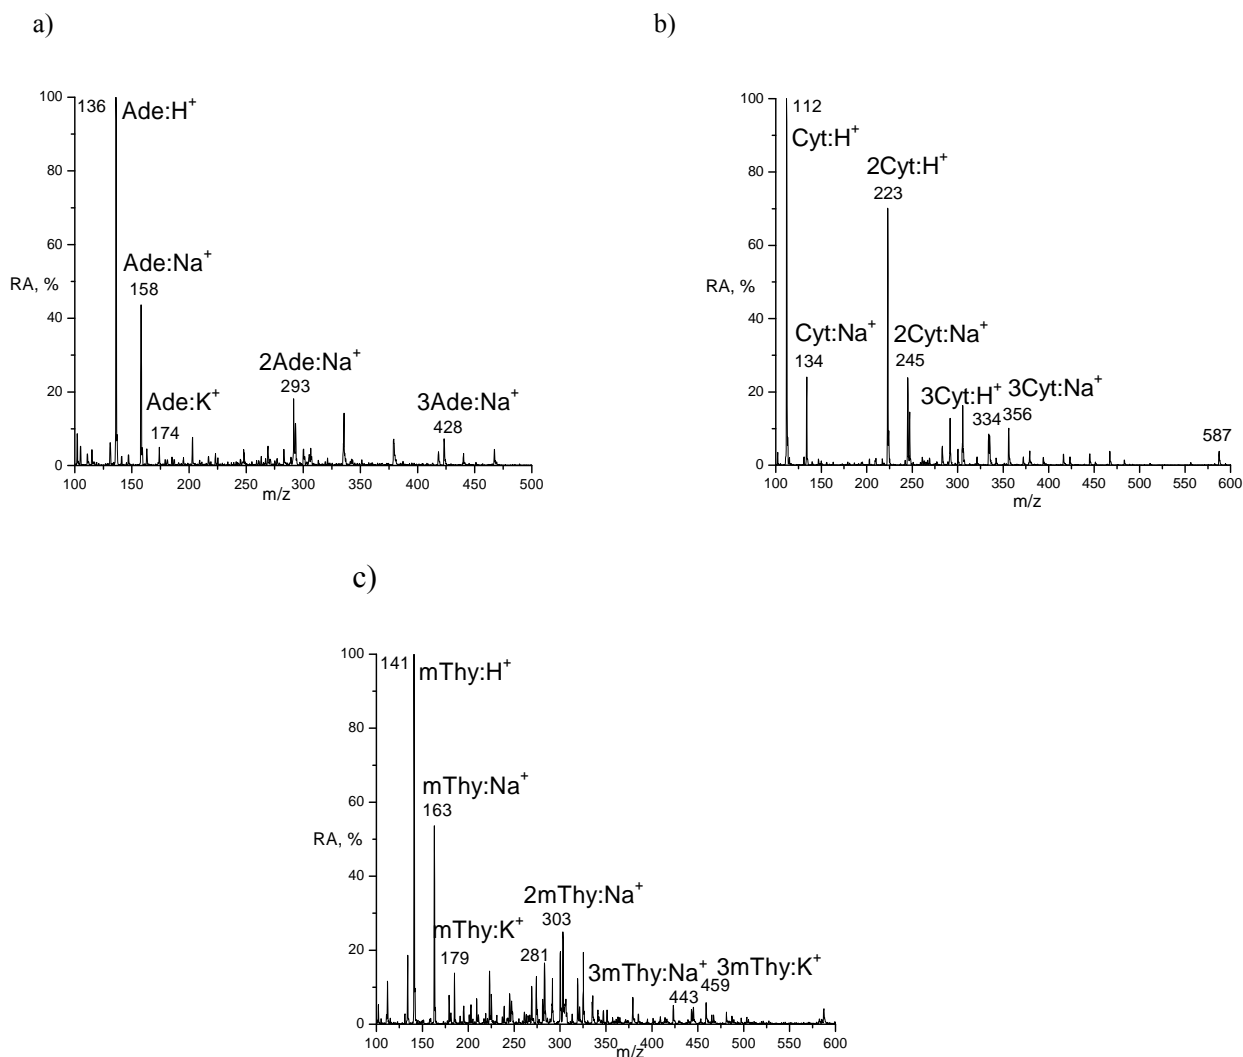 a)
100
80
60
40
20
0
RA, %
136
Ade:H⁺
Ade:Na⁺
158
Ade:K⁺
174
2Ade:Na⁺
293
3Ade:Na⁺
428
100 150 200 250 300 350 400 450 500
m/z
b)
100
80
60
40
20
0
RA, %
112
Cyt:H⁺
2Cyt:H⁺
223
Cyt:Na⁺
134
2Cyt:Na⁺
245
3Cyt:H⁺
334
3Cyt:Na⁺
356
587
100 150 200 250 300 350 400 450 500 550 600
m/z
c)
100
80
60
40
20
0
RA, %
141
mThy:H⁺
mThy:Na⁺
163
mThy:K⁺
179
281
2mThy:Na⁺
303
3mThy:Na⁺
443
3mThy:K⁺
459
100 150 200 250 300 350 400 450 500 550 600
m/z